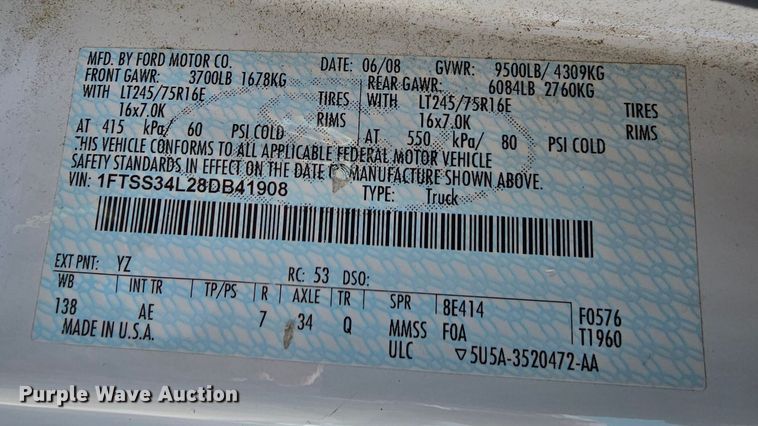 MFD. BY FORD MOTOR CO. DATE: 06/08 GVWR: 9500LB/ 4309KG
FRONT GAWR: 3700LB 1678KG REAR GAWR: 6084LB 2760KG
WITH LT245/75R16E TIRES WITH LT245/75R16E TIRES
16x7.0K RIMS 16x7.0K RIMS
AT 415 kPa/ 60 PSI COLD AT 550 kPa/ 80 PSI COLD
THIS VEHICLE CONFORMS TO ALL APPLICABLE FEDERAL MOTOR VEHICLE
SAFETY STANDARDS IN EFFECT ON THE DATE OF MANUFACTURE SHOWN ABOVE.
VIN: 1FTSS34L28DB41908 TYPE: Truck
EXT PNT: YZ RC: 53 DSO:
WB INT TR TP/PS R AXLE TR SPR 8E414 F0576
138 AE 7 34 Q MMSS FOA T1960
MADE IN U.S.A. ULC ▽5U5A-3520472-AA
Purple Wave Auction